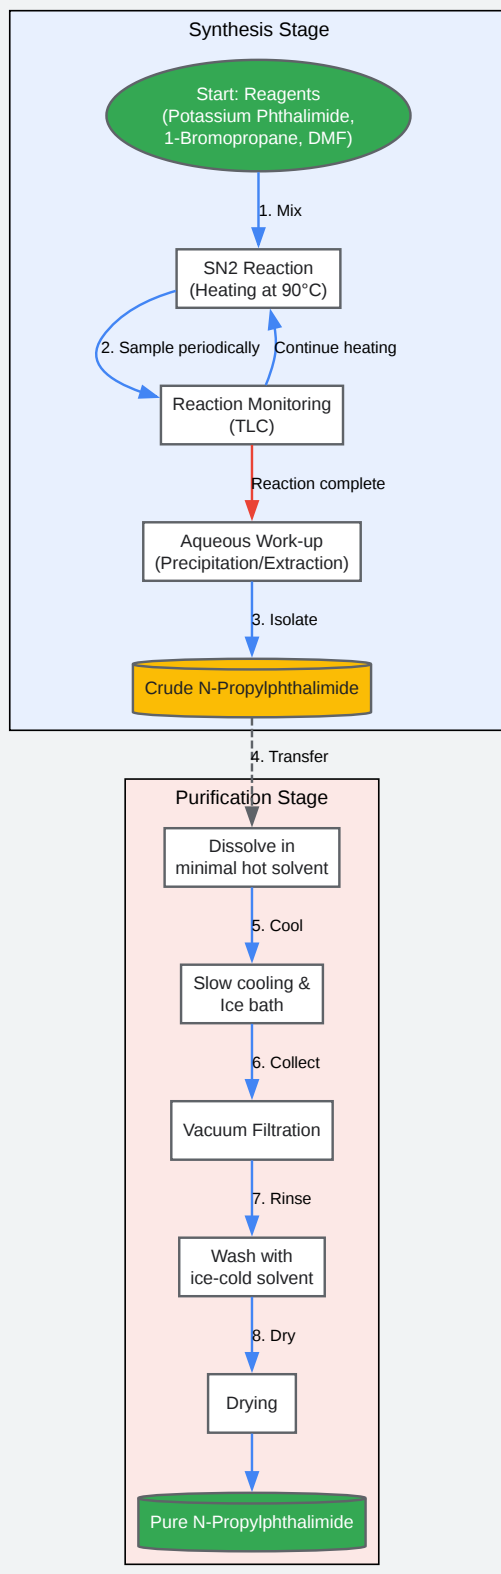 Synthesis Stage
Start: Reagents
(Potassium Phthalimide,
1-Bromopropane, DMF)
1. Mix
SN2 Reaction
(Heating at 90°C)
2. Sample periodically
Continue heating
Reaction Monitoring
(TLC)
Reaction complete
Aqueous Work-up
(Precipitation/Extraction)
3. Isolate
Crude N-Propylphthalimide
4. Transfer
Purification Stage
Dissolve in
minimal hot solvent
5. Cool
Slow cooling &
Ice bath
6. Collect
Vacuum Filtration
7. Rinse
Wash with
ice-cold solvent
8. Dry
Drying
Pure N-Propylphthalimide